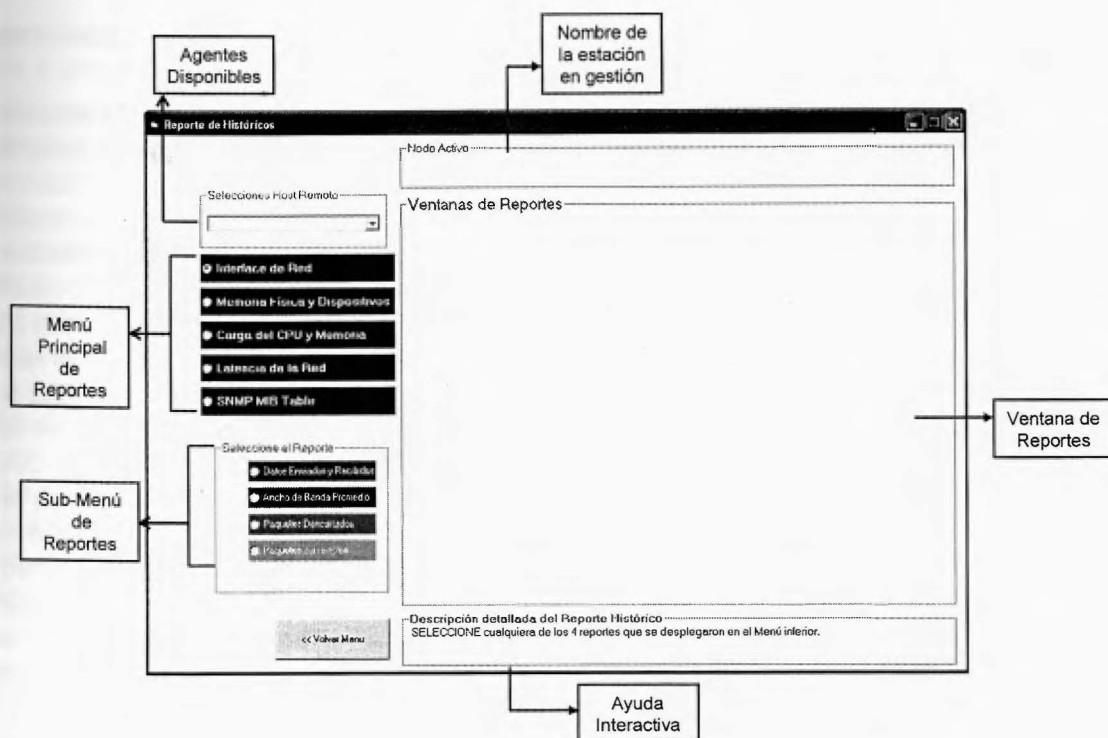 Agentes
Disponibles
Nombre de
la estación
en gestión
Reporte de Históricos
Nodo Activo
Selecciones Host Remoto
Ventanas de Reportes
Interface de Red
Memoria Física y Dispositivos
Carga del CPU y Memoria
Latencia de la Red
SNMP MIB Table
Menú
Principal
de
Reportes
Ventana de
Reportes
Seleccione el Reporte
Datos Enviados y Recibidos
Ancho de Banda Promedio
Paquetes Descartados
Paquetes
Sub-Menú
de
Reportes
<< Volver Menu
Descripción detallada del Reporte Histórico
SELECCIONE cualquiera de los 4 reportes que se desplegaron en el Menú inferior.
Ayuda
Interactiva